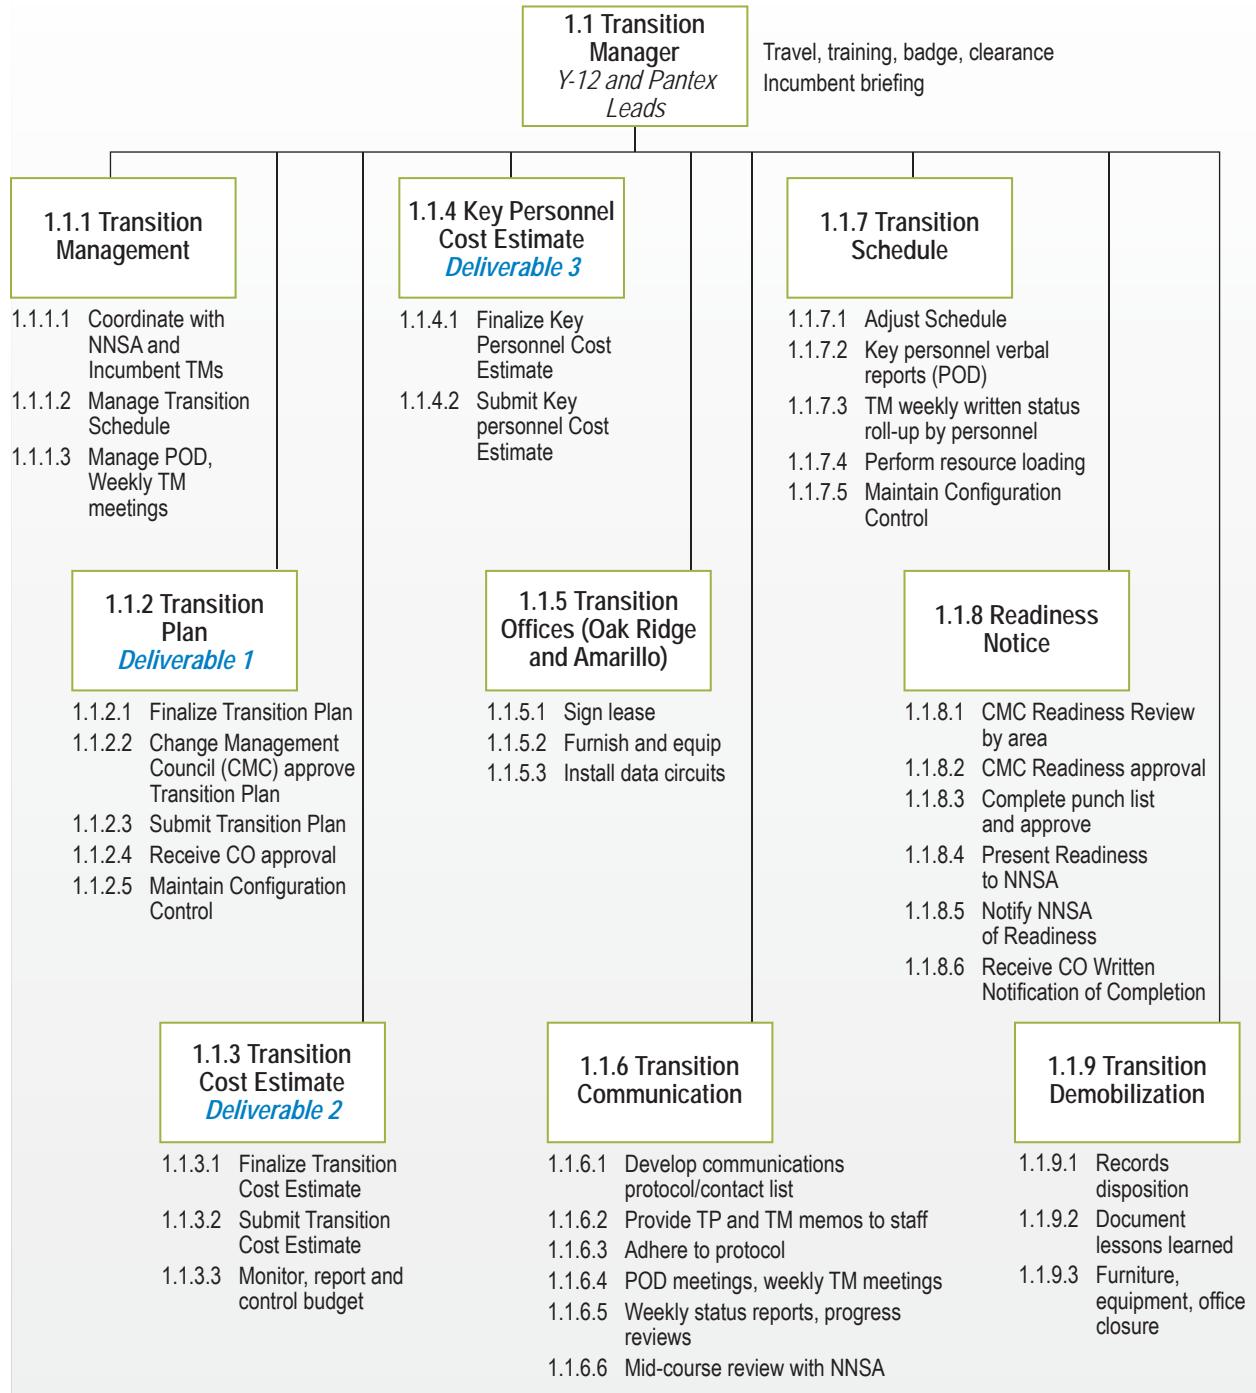 1.1 Transition
Manager
Y-12 and Pantex
Leads
Travel, training, badge, clearance
Incumbent briefing
1.1.1 Transition
Management
1.1.1.1 Coordinate with
NNSA and
Incumbent TMs
1.1.1.2 Manage Transition
Schedule
1.1.1.3 Manage POD,
Weekly TM
meetings
1.1.2 Transition
Plan
Deliverable 1
1.1.2.1 Finalize Transition Plan
1.1.2.2 Change Management
Council (CMC) approve
Transition Plan
1.1.2.3 Submit Transition Plan
1.1.2.4 Receive CO approval
1.1.2.5 Maintain Configuration
Control
1.1.3 Transition
Cost Estimate
Deliverable 2
1.1.3.1 Finalize Transition
Cost Estimate
1.1.3.2 Submit Transition
Cost Estimate
1.1.3.3 Monitor, report and
control budget
1.1.4 Key Personnel
Cost Estimate
Deliverable 3
1.1.4.1 Finalize Key
Personnel Cost
Estimate
1.1.4.2 Submit Key
personnel Cost
Estimate
1.1.5 Transition
Offices (Oak Ridge
and Amarillo)
1.1.5.1 Sign lease
1.1.5.2 Furnish and equip
1.1.5.3 Install data circuits
1.1.6 Transition
Communication
1.1.6.1 Develop communications
protocol/contact list
1.1.6.2 Provide TP and TM memos to staff
1.1.6.3 Adhere to protocol
1.1.6.4 POD meetings, weekly TM meetings
1.1.6.5 Weekly status reports, progress
reviews
1.1.6.6 Mid-course review with NNSA
1.1.7 Transition
Schedule
1.1.7.1 Adjust Schedule
1.1.7.2 Key personnel verbal
reports (POD)
1.1.7.3 TM weekly written status
roll-up by personnel
1.1.7.4 Perform resource loading
1.1.7.5 Maintain Configuration
Control
1.1.8 Readiness
Notice
1.1.8.1 CMC Readiness Review
by area
1.1.8.2 CMC Readiness approval
1.1.8.3 Complete punch list
and approve
1.1.8.4 Present Readiness
to NNSA
1.1.8.5 Notify NNSA
of Readiness
1.1.8.6 Receive CO Written
Notification of Completion
1.1.9 Transition
Demobilization
1.1.9.1 Records
disposition
1.1.9.2 Document
lessons learned
1.1.9.3 Furniture,
equipment, office
closure